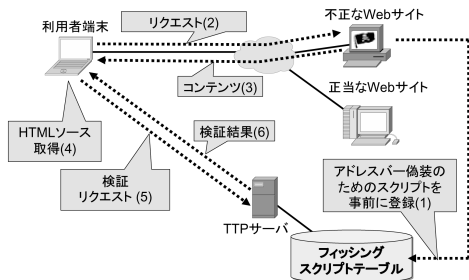 利用者端末
リクエスト(2)
不正なWebサイト
コンテンツ(3)
正当なWebサイト
HTMLソース
取得(4)
検証結果(6)
検証
リクエスト(5)
TTPサーバ
アドレスバー偽装の
ためのスクリプトを
事前に登録(1)
フィッシング
スクリプトテーブル